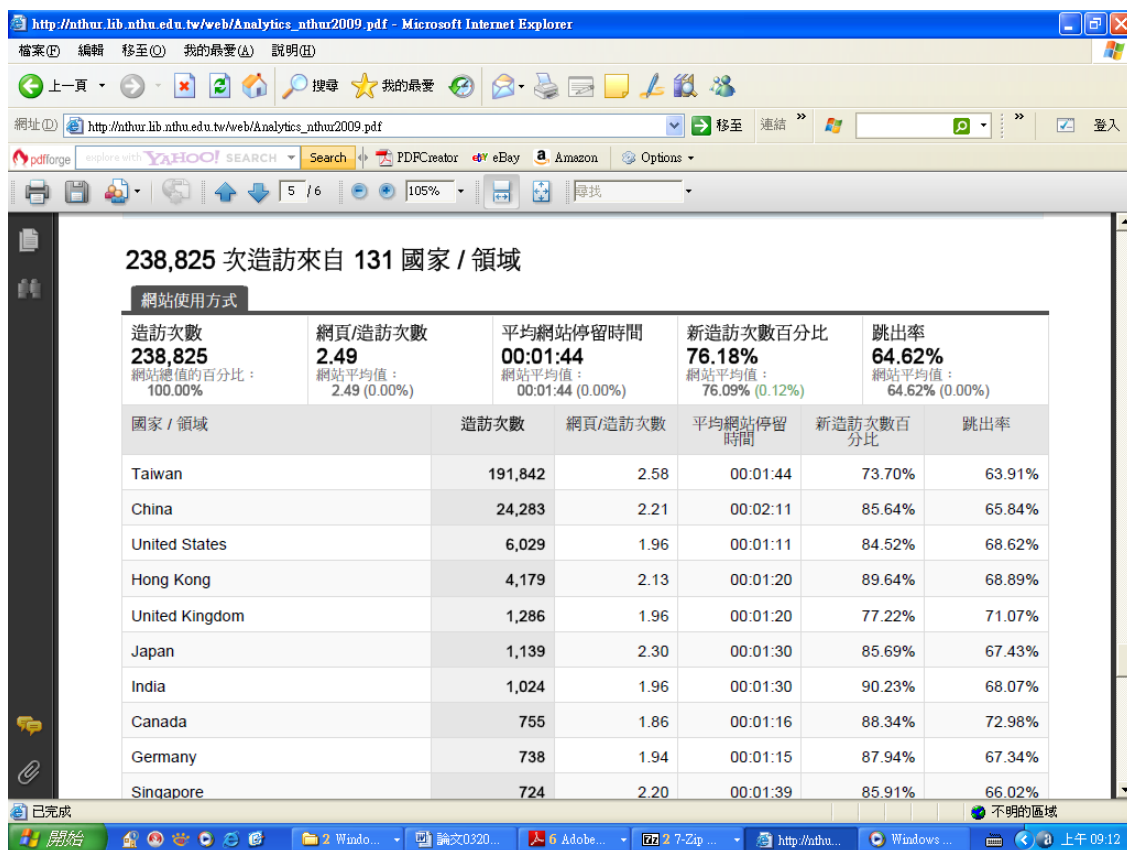 http://nthur.lib.nthu.edu.tw/web/Analytics_nthur2009.pdf - Microsoft Internet Explorer
檔案(F) 編輯 移至(O) 我的最愛(A) 說明(H)
上一頁 搜尋 我的最愛
網址(D) http://nthur.lib.nthu.edu.tw/web/Analytics_nthur2009.pdf 移至 連結 » » 登入
pdfforge explore with YAHOO! SEARCH Search PDFCreator eBay Amazon Options
5 / 6 105% 尋找
238,825 次造訪來自 131 國家 / 領域
網站使用方式
造訪次數 網頁/造訪次數 平均網站停留時間 新造訪次數百分比 跳出率
238,825 2.49 00:01:44 76.18% 64.62%
網站總值的百分比： 網站平均值： 網站平均值： 網站平均值： 網站平均值：
100.00% 2.49 (0.00%) 00:01:44 (0.00%) 76.09% (0.12%) 64.62% (0.00%)
國家 / 領域 造訪次數 網頁/造訪次數 平均網站停留 新造訪次數百 跳出率
時間 分比
Taiwan 191,842 2.58 00:01:44 73.70% 63.91%
China 24,283 2.21 00:02:11 85.64% 65.84%
United States 6,029 1.96 00:01:11 84.52% 68.62%
Hong Kong 4,179 2.13 00:01:20 89.64% 68.89%
United Kingdom 1,286 1.96 00:01:20 77.22% 71.07%
Japan 1,139 2.30 00:01:30 85.69% 67.43%
India 1,024 1.96 00:01:30 90.23% 68.07%
Canada 755 1.86 00:01:16 88.34% 72.98%
Germany 738 1.94 00:01:15 87.94% 67.34%
Singapore 724 2.20 00:01:39 85.91% 66.02%
已完成 不明的區域
開始 2 Windo... 論文0320... 6 Adobe... 2 7-Zip ... http://nthu... Windows ... 上午 09:12